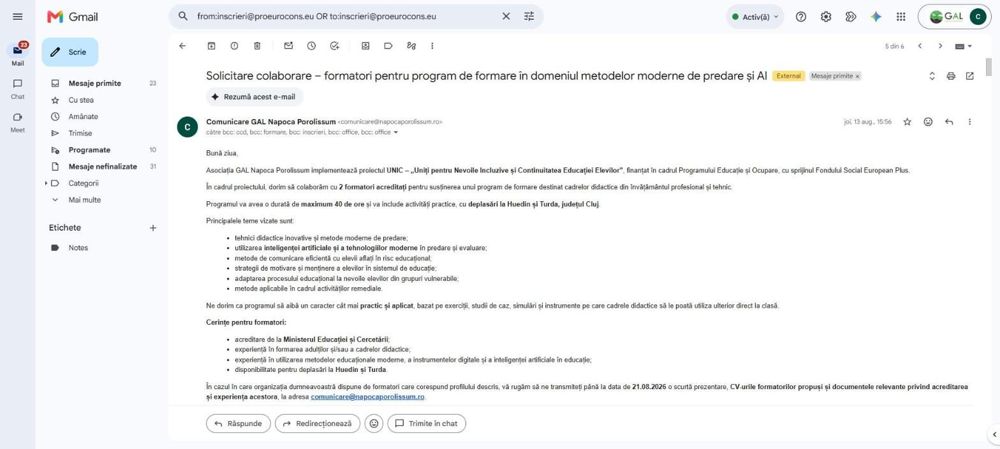 Gmail
from:inscrieri@proeurocons.eu OR to:inscrieri@proeurocons.eu
Activ(ă)
GAL
C
23
Mail
Chat
Meet
Scrie
Mesaje primite 23
Cu stea
Amânate
Trimise
Programate 10
Mesaje nefinalizate 31
Categorii
Mai multe
Etichete
Notes
5 din 6
Solicitare colaborare – formatori pentru program de formare în domeniul metodelor moderne de predare și AI External Mesaje primite x
Rezumă acest e-mail
C
Comunicare GAL Napoca Porolissum <comunicare@napocaporolissum.ro> joi, 13 aug., 15:56
către bcc: ccd, bcc: formare, bcc: inscrieri, bcc: office, bcc: office
Bună ziua,
Asociația GAL Napoca Porolissum implementează proiectul UNIC – „Uniți pentru Nevoile Incluzive și Continuitatea Educației Elevilor”, finanțat în cadrul Programului Educație și Ocupare, cu sprijinul Fondului Social European Plus.
În cadrul proiectului, dorim să colaborăm cu 2 formatori acreditați pentru susținerea unui program de formare destinat cadrelor didactice din învățământul profesional și tehnic.
Programul va avea o durată de maximum 40 de ore și va include activități practice, cu deplasări la Huedin și Turda, județul Cluj.
Principalele teme vizate sunt:
• tehnici didactice inovative și metode moderne de predare;
• utilizarea inteligenței artificiale și a tehnologiilor moderne în predare și evaluare;
• metode de comunicare eficientă cu elevii aflați în risc educațional;
• strategii de motivare și menținere a elevilor în sistemul de educație;
• adaptarea procesului educațional la nevoile elevilor din grupuri vulnerabile;
• metode aplicabile în cadrul activităților remediale.
Ne dorim ca programul să aibă un caracter cât mai practic și aplicat, bazat pe exerciții, studii de caz, simulări și instrumente pe care cadrele didactice să le poată utiliza ulterior direct la clasă.
Cerințe pentru formatori:
• acreditare de la Ministerul Educației și Cercetării;
• experiență în formarea adulților și/sau a cadrelor didactice;
• experiență în utilizarea metodelor educaționale moderne, a instrumentelor digitale și a inteligenței artificiale în educație;
• disponibilitate pentru deplasări la Huedin și Turda.
În cazul în care organizația dumneavoastră dispune de formatori care corespund profilului descris, vă rugăm să ne transmiteți până la data de 21.08.2026 o scurtă prezentare, CV-urile formatorilor propuși și documentele relevante privind acreditarea
și experiența acestora, la adresa comunicare@napocaporolissum.ro.
Răspunde
Redirecționează
Trimite în chat